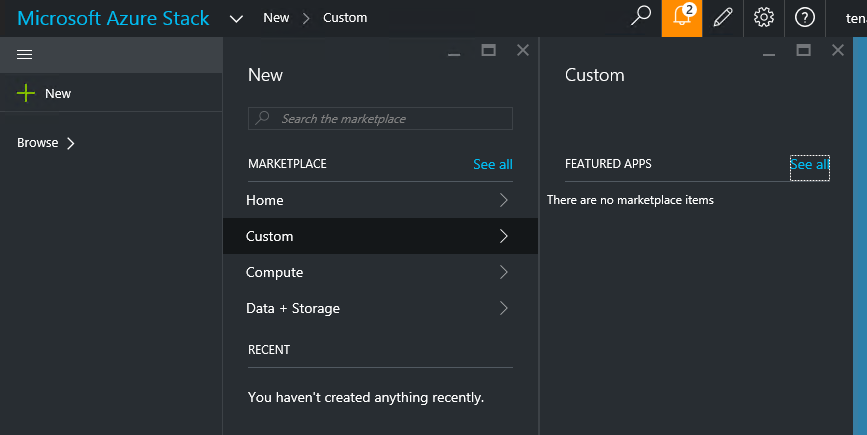 Microsoft Azure Stack New Custom 2 ten
New
Browse
New
Search the marketplace
MARKETPLACE See all
Home
Custom
Compute
Data + Storage
RECENT
You haven't created anything recently.
Custom
FEATURED APPS See all
There are no marketplace items